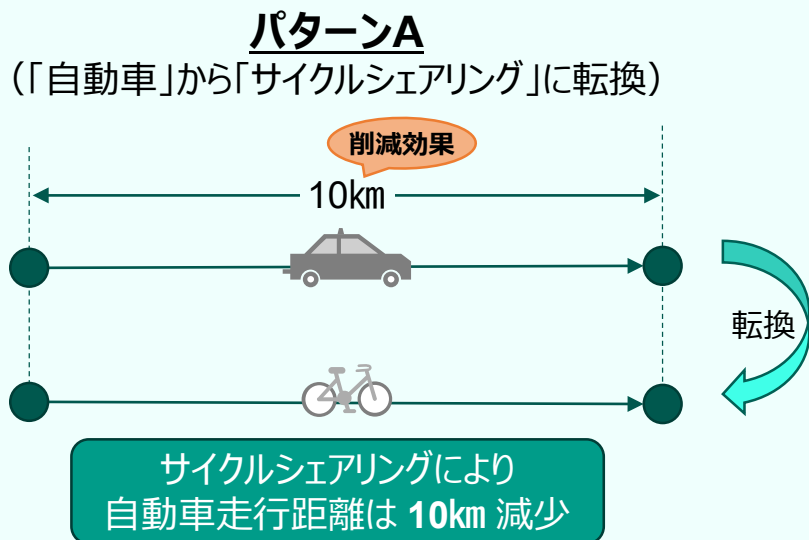 パターンA
(「自動車」から「サイクルシェアリング」に転換)
削減効果
10㎞
転換
サイクルシェアリングにより
自動車走行距離は 10㎞ 減少